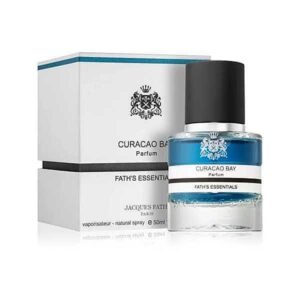 CURACAO BAY
Parfum
FATH'S ESSENTIALS
JACQUES FATH
PARIS
vaporisateur - natural spray ℮ 50ml
CURACAO BAY
Parfum
FATH'S ESSENTIALS